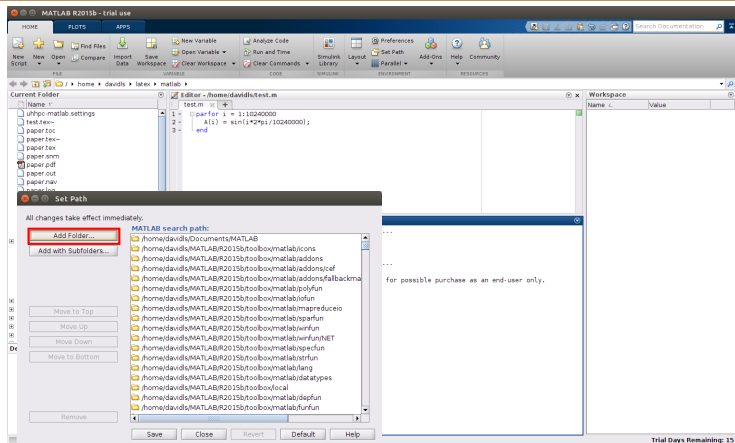 MATLAB R2015b - trial use
HOME PLOTS APPS
Search Documentation
New Script
New
Open
Find Files
Compare
Import Data
Save Workspace
New Variable
Open Variable
Clear Workspace
Analyze Code
Run and Time
Clear Commands
Simulink Library
Layout
Preferences
Set Path
Parallel
Add-Ons
Help
Community
FILE VARIABLE CODE SIMULINK ENVIRONMENT RESOURCES
/ home davidls latex matlab
Current Folder
Name
uhhpc-matlab.settings
test.tex~
paper.toc
paper.tex~
paper.tex
paper.snm
paper.pdf
paper.out
paper.nav
paper.log
Editor - /home/davidls/test.m
test.m
1 - parfor i = 1:10240000
2 - A(i) = sin(i*2*pi/10240000);
3 - end
Workspace
Name Value
Set Path
All changes take effect immediately.
Add Folder...
Add with Subfolders...
Move to Top
Move Up
Move Down
Move to Bottom
Remove
MATLAB search path:
/home/davidls/Documents/MATLAB
/home/davidls/MATLAB/R2015b/toolbox/matlab/icons
/home/davidls/MATLAB/R2015b/toolbox/matlab/addons
/home/davidls/MATLAB/R2015b/toolbox/matlab/addons/cef
/home/davidls/MATLAB/R2015b/toolbox/matlab/addons/fallbackma
/home/davidls/MATLAB/R2015b/toolbox/matlab/polyfun
/home/davidls/MATLAB/R2015b/toolbox/matlab/iofun
/home/davidls/MATLAB/R2015b/toolbox/matlab/mapreduceio
/home/davidls/MATLAB/R2015b/toolbox/matlab/sparfun
/home/davidls/MATLAB/R2015b/toolbox/matlab/winfun
/home/davidls/MATLAB/R2015b/toolbox/matlab/winfun/NET
/home/davidls/MATLAB/R2015b/toolbox/matlab/specfun
/home/davidls/MATLAB/R2015b/toolbox/matlab/strfun
/home/davidls/MATLAB/R2015b/toolbox/matlab/lang
/home/davidls/MATLAB/R2015b/toolbox/matlab/datatypes
/home/davidls/MATLAB/R2015b/toolbox/local
/home/davidls/MATLAB/R2015b/toolbox/matlab/depfun
/home/davidls/MATLAB/R2015b/toolbox/matlab/funfun
Save Close Revert Default Help
...
...
for possible purchase as an end-user only.
De
Trial Days Remaining: 15